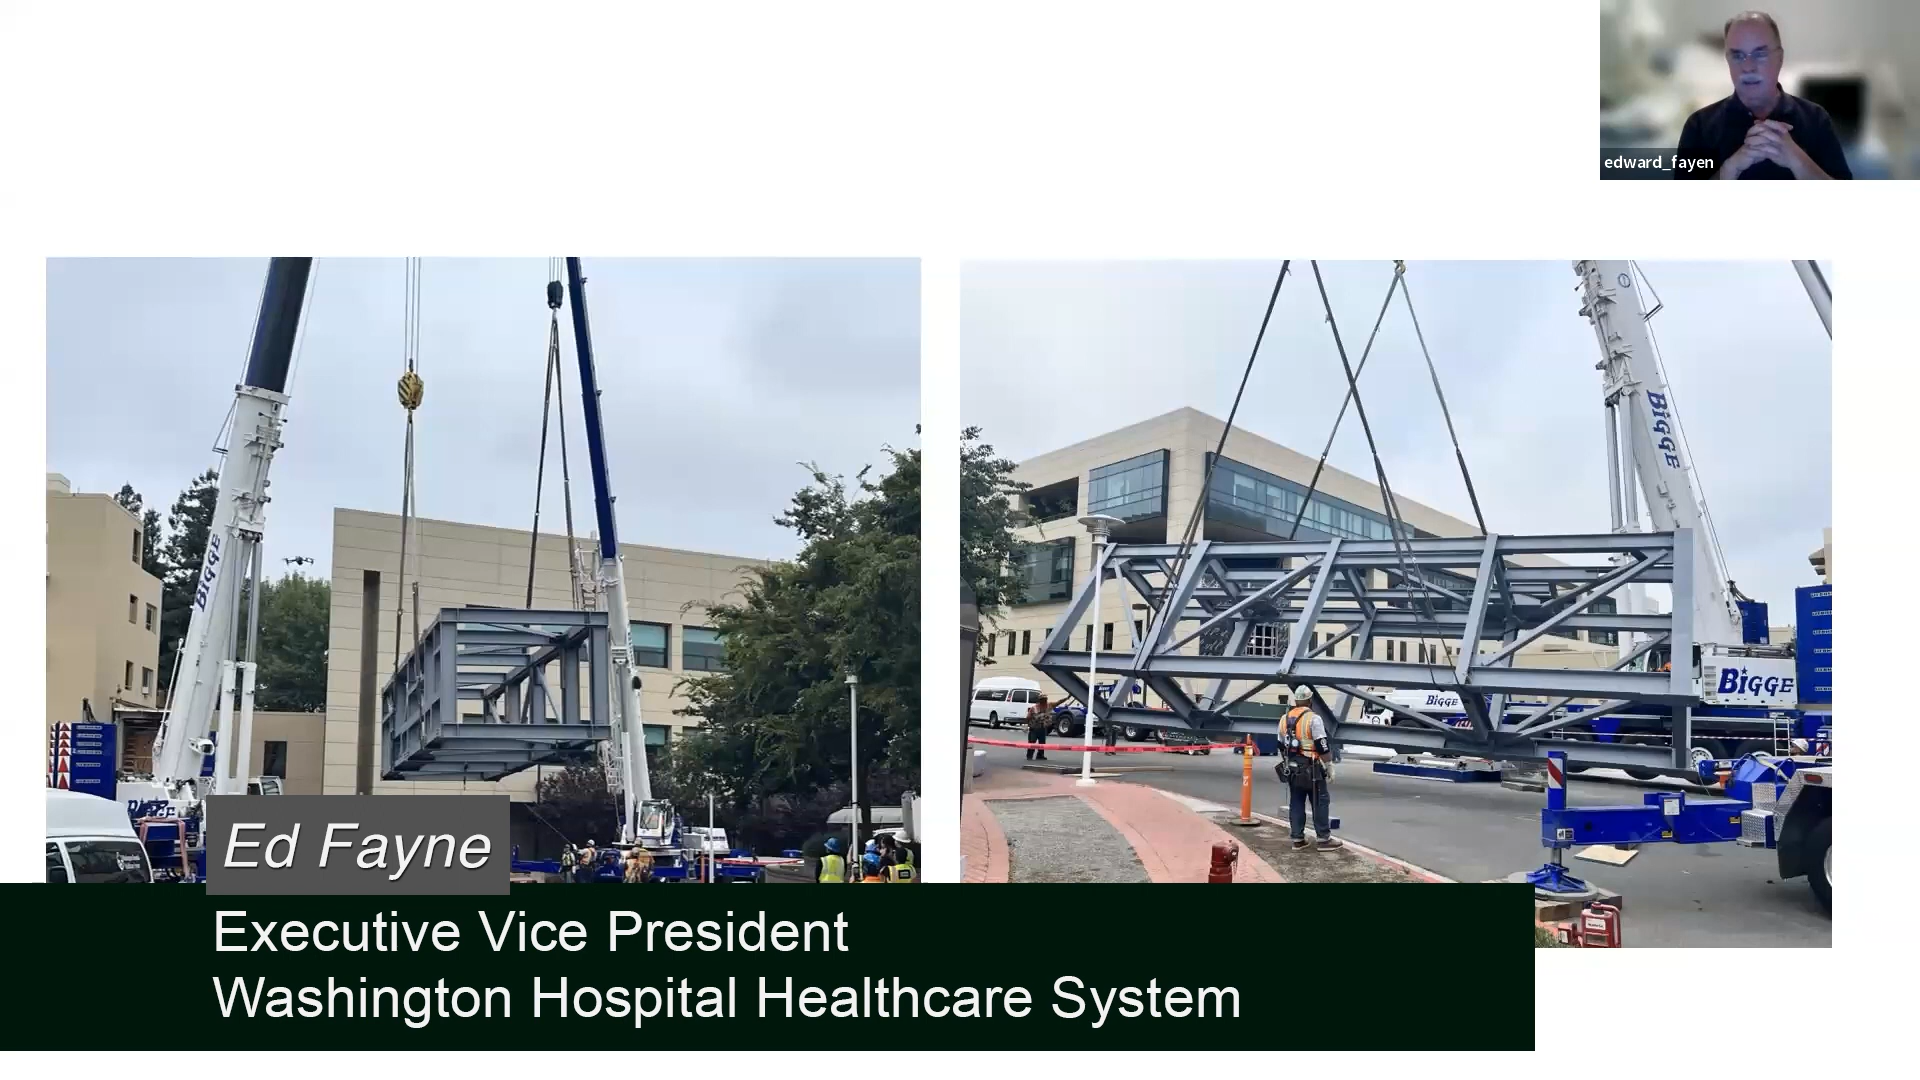 edward_fayen
BIGGE
BIGGE
BIGGE
BIGGE
BIGGE
Ed Fayne
Executive Vice President
Washington Hospital Healthcare System